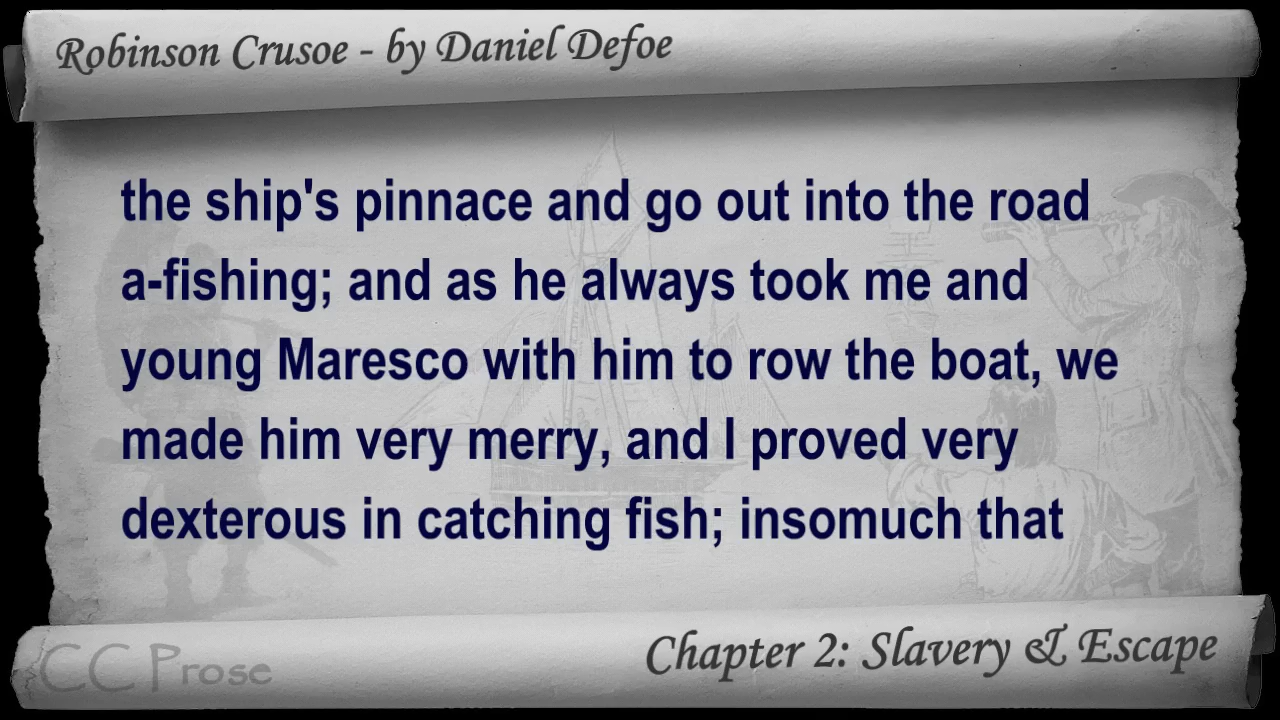 Robinson Crusoe - by Daniel Defoe
the ship's pinnace and go out into the road
a-fishing; and as he always took me and
young Maresco with him to row the boat, we
made him very merry, and I proved very
dexterous in catching fish; insomuch that
Chapter 2: Slavery & Escape
CC Prose